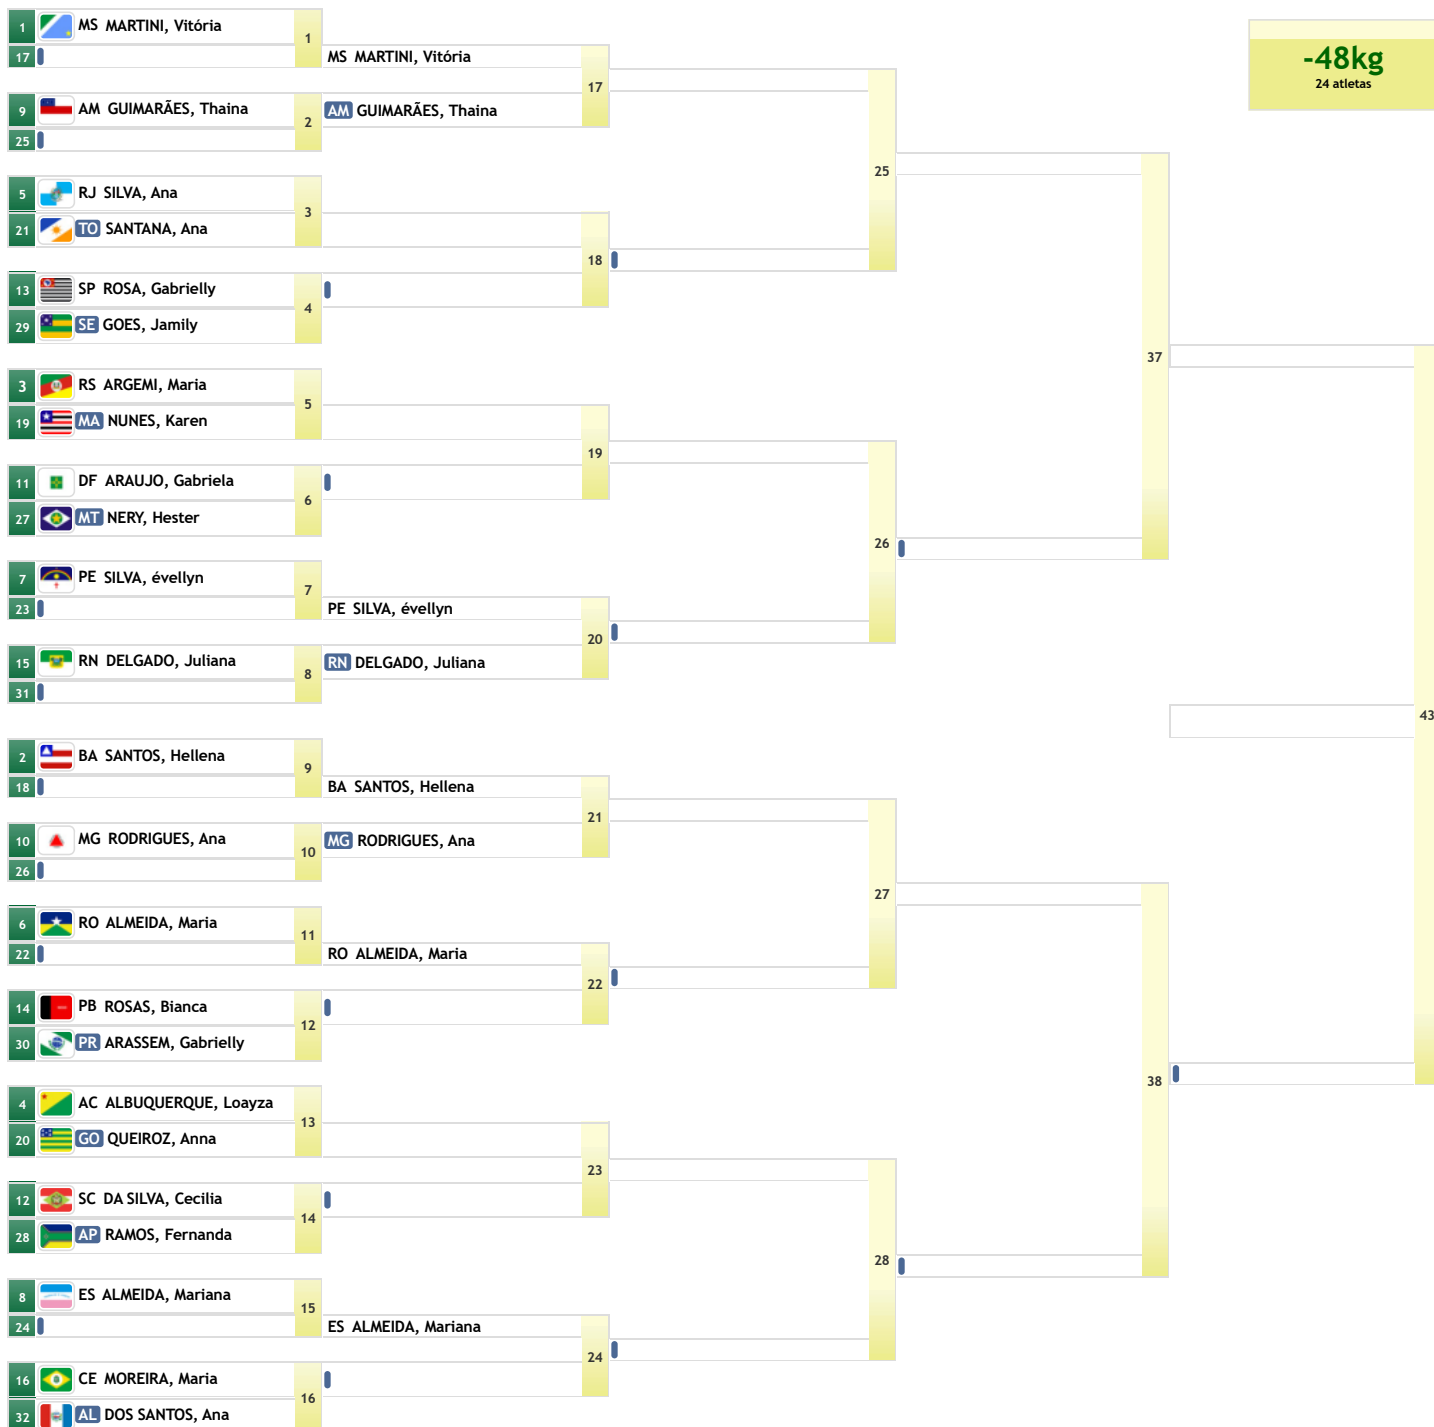 -48kg
24 atletas
1 MS MARTINI, Vitória
1
17
MS MARTINI, Vitória
17
9 AM GUIMARÃES, Thaina
2
AM GUIMARÃES, Thaina
25
25
5 RJ SILVA, Ana
3
21 TO SANTANA, Ana
18
13 SP ROSA, Gabrielly
4
29 SE GOES, Jamily
37
3 RS ARGEMI, Maria
5
19 MA NUNES, Karen
19
11 DF ARAUJO, Gabriela
6
27 MT NERY, Hester
26
7 PE SILVA, évellyn
7
23
PE SILVA, évellyn
20
15 RN DELGADO, Juliana
8
RN DELGADO, Juliana
31
43
2 BA SANTOS, Hellena
9
18
BA SANTOS, Hellena
21
10 MG RODRIGUES, Ana
10
MG RODRIGUES, Ana
26
27
6 RO ALMEIDA, Maria
11
22
RO ALMEIDA, Maria
22
14 PB ROSAS, Bianca
12
30 PR ARASSEM, Gabrielly
38
4 AC ALBUQUERQUE, Loayza
13
20 GO QUEIROZ, Anna
23
12 SC DA SILVA, Cecilia
14
28 AP RAMOS, Fernanda
28
8 ES ALMEIDA, Mariana
15
24
ES ALMEIDA, Mariana
24
16 CE MOREIRA, Maria
16
32 AL DOS SANTOS, Ana